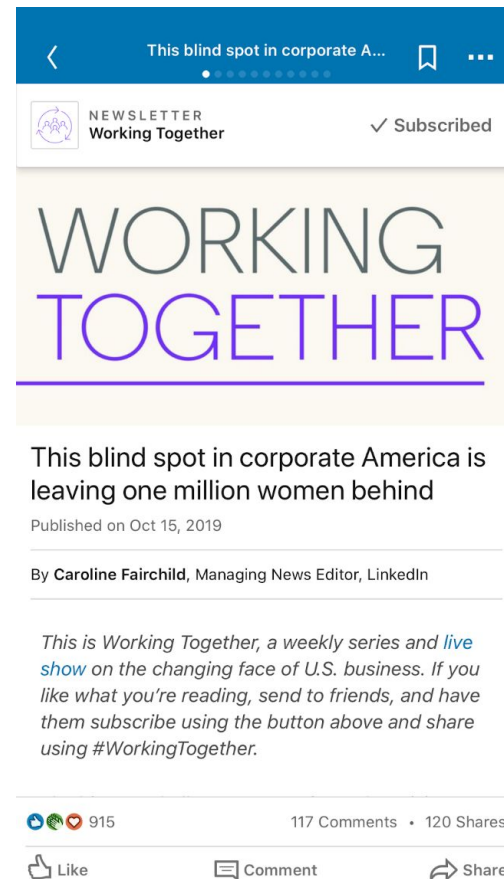 This blind spot in corporate A...
NEWSLETTER
Working Together
Subscribed
WORKING
TOGETHER
This blind spot in corporate America is
leaving one million women behind
Published on Oct 15, 2019
By Caroline Fairchild, Managing News Editor, LinkedIn
This is Working Together, a weekly series and live
show on the changing face of U.S. business. If you
like what you’re reading, send to friends, and have
them subscribe using the button above and share
using #WorkingTogether.
915
117 Comments • 120 Shares
Like
Comment
Share